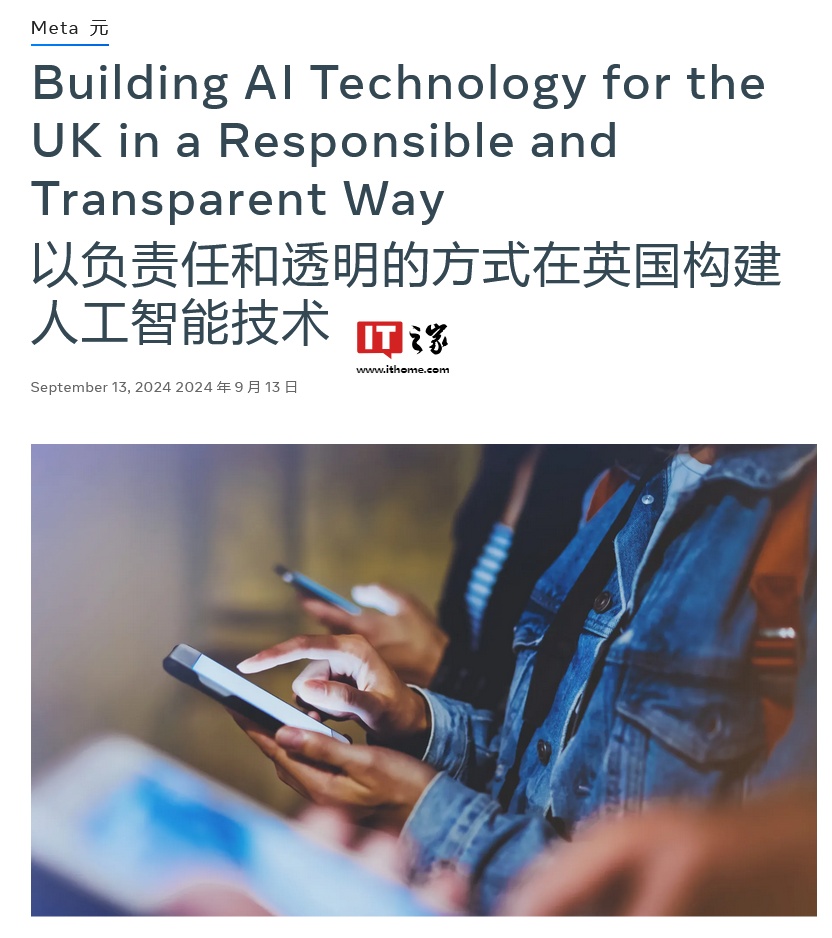 Meta 元
Building AI Technology for the
UK in a Responsible and
Transparent Way
以负责任和透明的方式在英国构建
人工智能技术
IT之家
www.ithome.com
September 13, 2024 2024 年 9 月 13 日